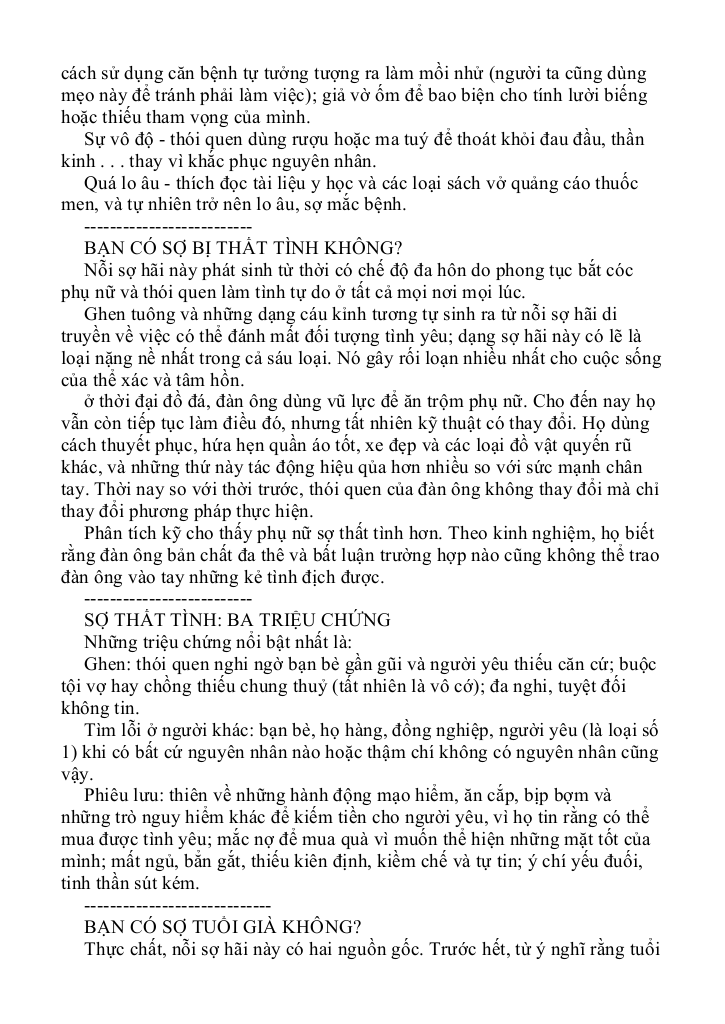 cách sử dụng căn bệnh tự tưởng tượng ra làm mồi nhử (người ta cũng dùng
mẹo này để tránh phải làm việc); giả vờ ốm để bao biện cho tính lười biếng
hoặc thiếu tham vọng của mình.
Sự vô độ - thói quen dùng rượu hoặc ma tuý để thoát khỏi đau đầu, thần
kinh . . . thay vì khắc phục nguyên nhân.
Quá lo âu - thích đọc tài liệu y học và các loại sách vở quảng cáo thuốc
men, và tự nhiên trở nên lo âu, sợ mắc bệnh.
--------------------------
BẠN CÓ SỢ BỊ THẤT TÌNH KHÔNG?
Nỗi sợ hãi này phát sinh từ thời có chế độ đa hôn do phong tục bắt cóc
phụ nữ và thói quen làm tình tự do ở tất cả mọi nơi mọi lúc.
Ghen tuông và những dạng cáu kỉnh tương tự sinh ra từ nỗi sợ hãi di
truyền về việc có thể đánh mất đối tượng tình yêu; dạng sợ hãi này có lẽ là
loại nặng nề nhất trong cả sáu loại. Nó gây rối loạn nhiều nhất cho cuộc sống
của thể xác và tâm hồn.
ở thời đại đồ đá, đàn ông dùng vũ lực để ăn trộm phụ nữ. Cho đến nay họ
vẫn còn tiếp tục làm điều đó, nhưng tất nhiên kỹ thuật có thay đổi. Họ dùng
cách thuyết phục, hứa hẹn quần áo tốt, xe đẹp và các loại đồ vật quyến rũ
khác, và những thứ này tác động hiệu qủa hơn nhiều so với sức mạnh chân
tay. Thời nay so với thời trước, thói quen của đàn ông không thay đổi mà chỉ
thay đổi phương pháp thực hiện.
Phân tích kỹ cho thấy phụ nữ sợ thất tình hơn. Theo kinh nghiệm, họ biết
rằng đàn ông bản chất đa thê và bất luận trường hợp nào cũng không thể trao
đàn ông vào tay những kẻ tình địch được.
--------------------------
SỢ THẤT TÌNH: BA TRIỆU CHỨNG
Những triệu chứng nổi bật nhất là:
Ghen: thói quen nghi ngờ bạn bè gần gũi và người yêu thiếu căn cứ; buộc
tội vợ hay chồng thiếu chung thuỷ (tất nhiên là vô cớ); đa nghi, tuyệt đối
không tin.
Tìm lỗi ở người khác: bạn bè, họ hàng, đồng nghiệp, người yêu (là loại số
1) khi có bất cứ nguyên nhân nào hoặc thậm chí không có nguyên nhân cũng
vậy.
Phiêu lưu: thiên về những hành động mạo hiểm, ăn cắp, bịp bợm và
những trò nguy hiểm khác để kiếm tiền cho người yêu, vì họ tin rằng có thể
mua được tình yêu; mắc nợ để mua quà vì muốn thể hiện những mặt tốt của
mình; mất ngủ, bẳn gắt, thiếu kiên định, kiềm chế và tự tin; ý chí yếu đuối,
tinh thần sút kém.
-----------------------------
BẠN CÓ SỢ TUỔI GIÀ KHÔNG?
Thực chất, nỗi sợ hãi này có hai nguồn gốc. Trước hết, từ ý nghĩ rằng tuổi